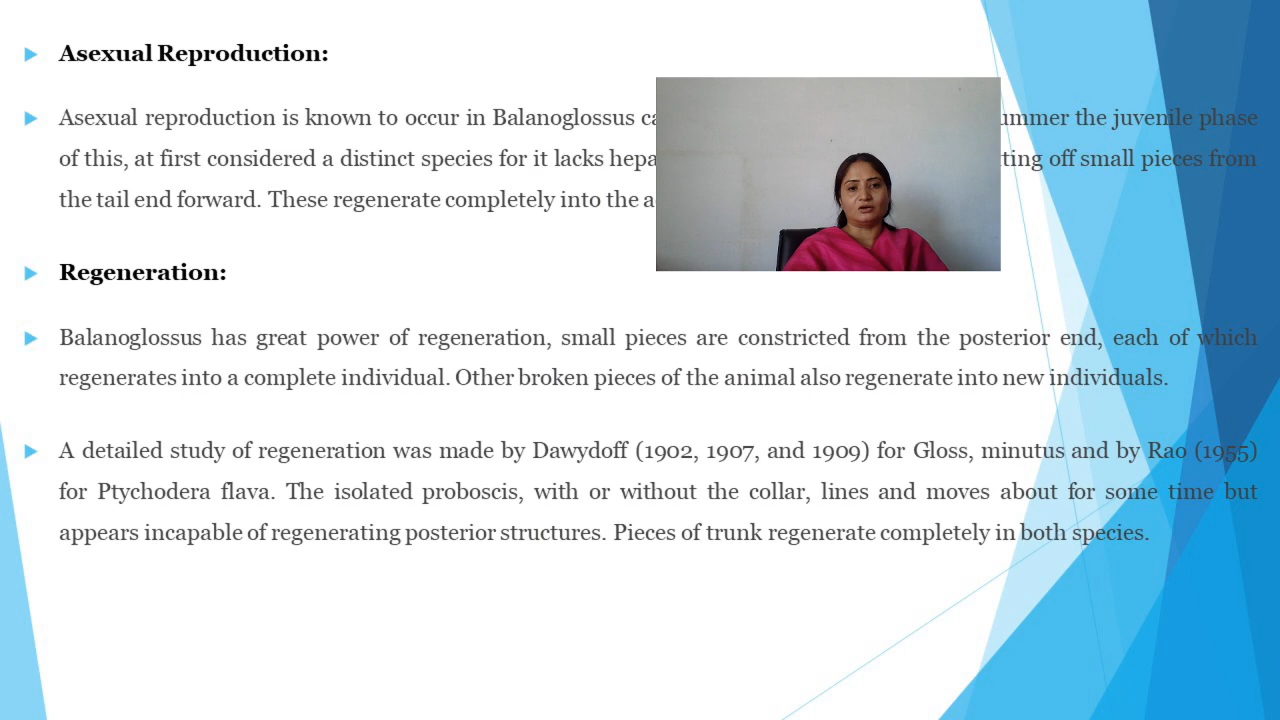 Asexual Reproduction:
Asexual reproduction is known to occur in Balanoglossus the juvenile phase
of this, at first considered a distinct species for it lacks off small pieces from
the tail end forward. These regenerate completely into the
Regeneration:
Balanoglossus has great power of regeneration, small pieces are constricted from the posterior end, each of which
regenerates into a complete individual. Other broken pieces of the animal also regenerate into new individuals.
A detailed study of regeneration was made by Dawydoff (1902, 1907, and 1909) for Gloss, minutus and by Rao (1955)
for Ptychodera flava. The isolated proboscis, with or without the collar, lines and moves about for some time but
appears incapable of regenerating posterior structures. Pieces of trunk regenerate completely in both species.